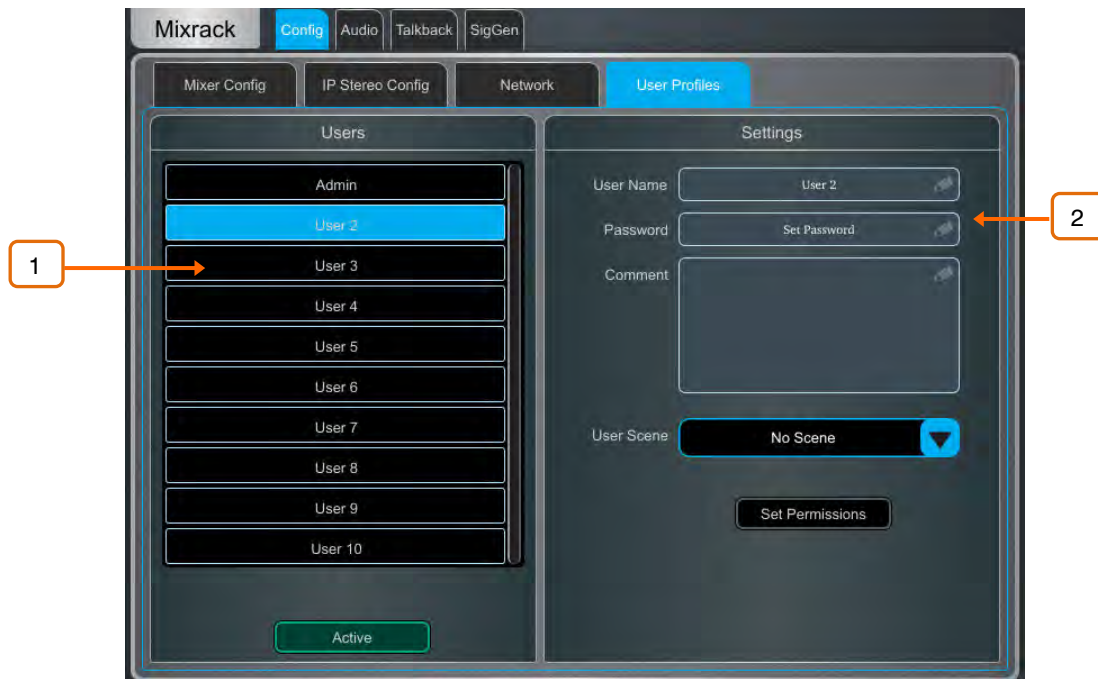 Mixrack Config Audio Talkback SigGen
Mixer Config IP Stereo Config Network User Profiles
Users
Admin
User 2
User 3
User 4
User 5
User 6
User 7
User 8
User 9
User 10
Active
1
Settings
User Name User 2
Password Set Password
Comment
User Scene No Scene
Set Permissions
2